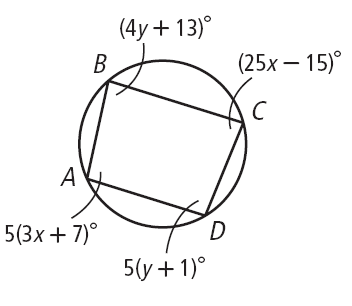 (4y + 13)°
B
(25x − 15)°
C
A
5(3x + 7)°
D
5(y + 1)°